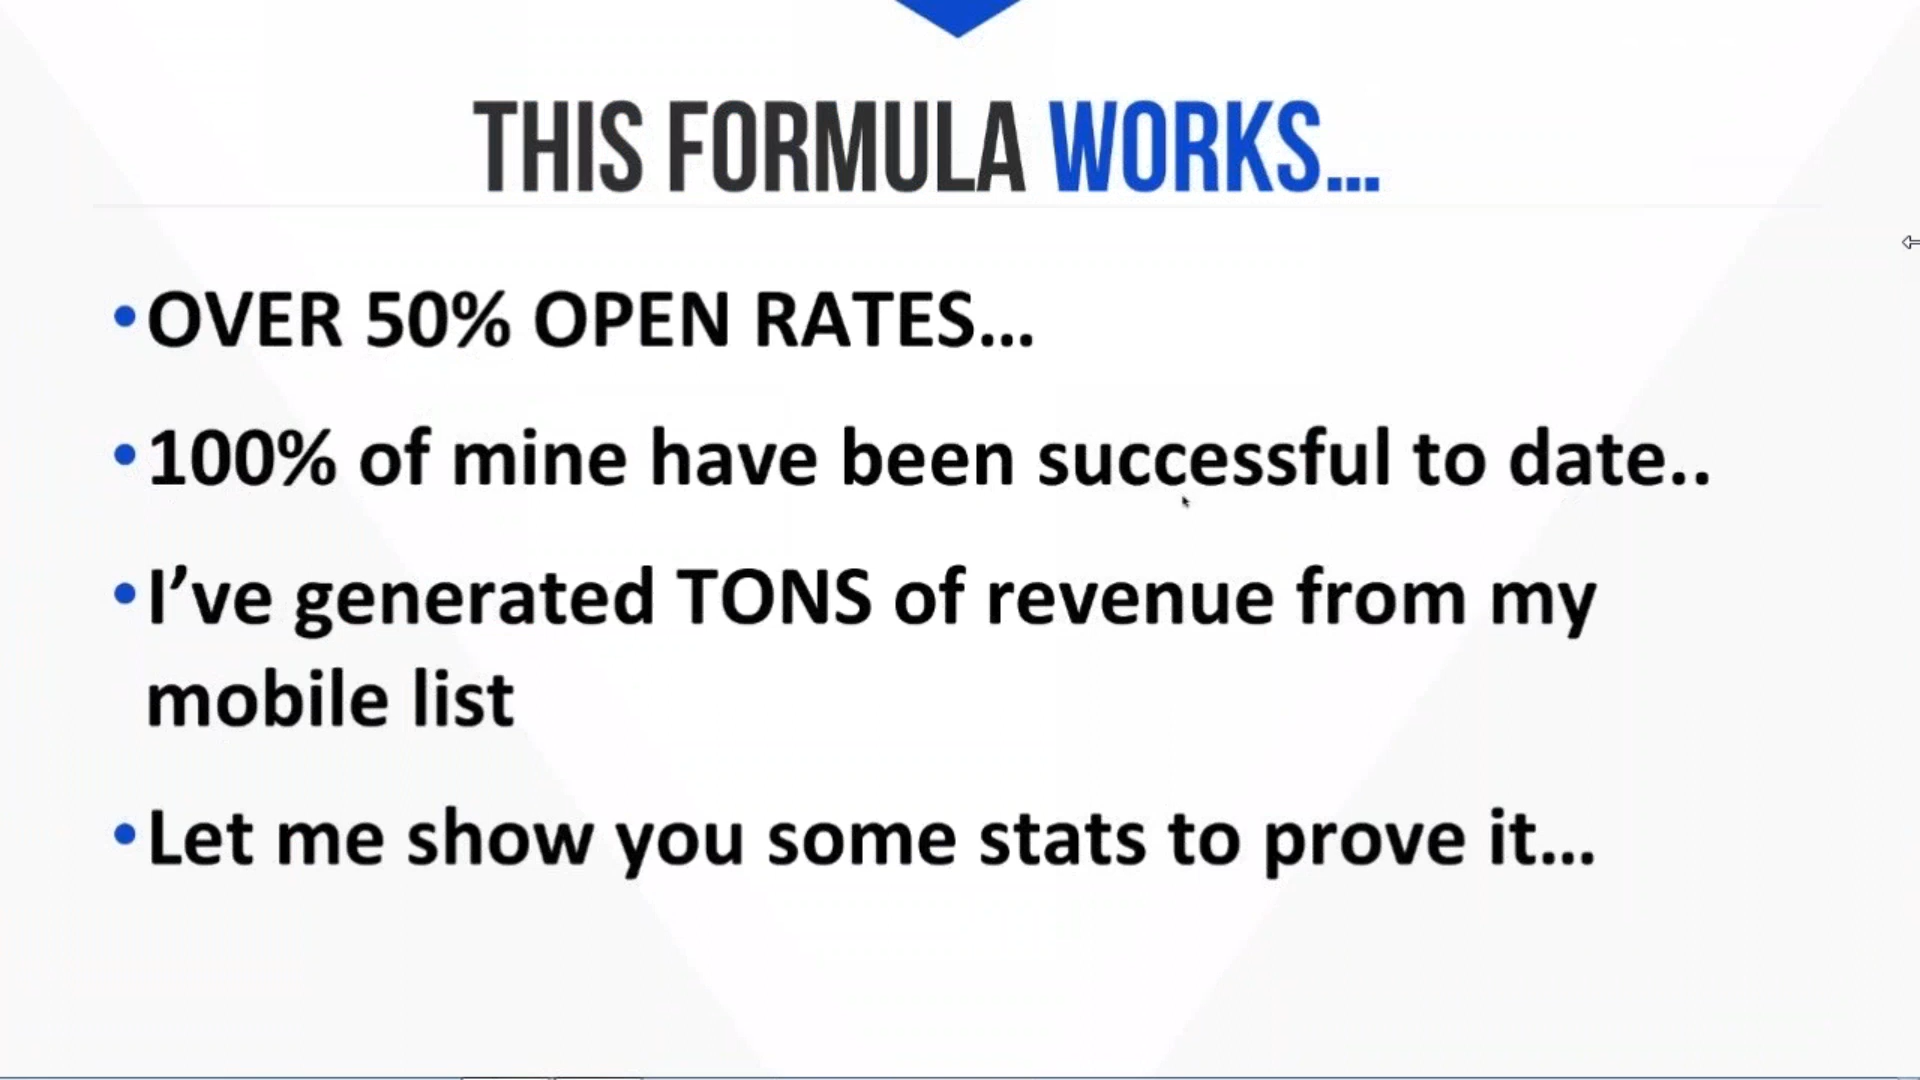 THIS FORMULA WORKS...
•OVER 50% OPEN RATES...
•100% of mine have been successful to date..
•I’ve generated TONS of revenue from my
mobile list
•Let me show you some stats to prove it...